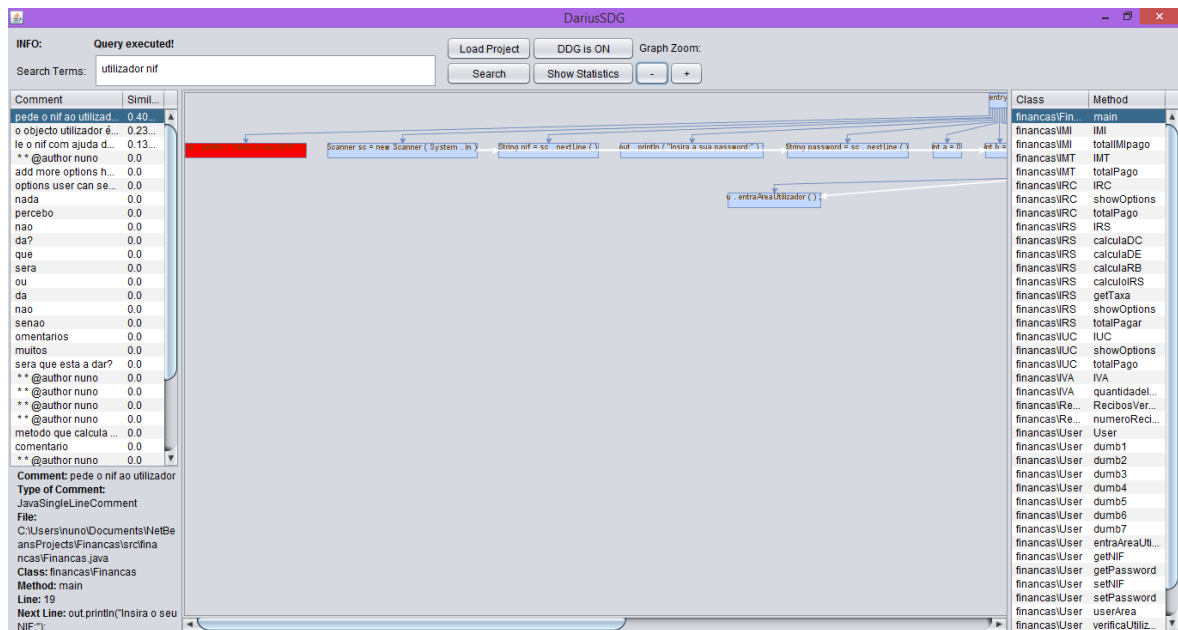 DariusSDG
INFO: Query executed!
Search Terms: utilizador nif
Load Project DDG is ON Graph Zoom:
Search Show Statistics - +
Comment Simil...
pede o nif ao utilizad... 0.40...
o objecto utilizador é... 0.23...
le o nif com ajuda d... 0.13...
* * @author nuno 0.0
add more options h... 0.0
options user can se... 0.0
nada 0.0
percebo 0.0
nao 0.0
da? 0.0
que 0.0
sera 0.0
ou 0.0
da 0.0
nao 0.0
senao 0.0
omentarios 0.0
muitos 0.0
sera que esta a dar? 0.0
* * @author nuno 0.0
* * @author nuno 0.0
* * @author nuno 0.0
* * @author nuno 0.0
metodo que calcula ... 0.0
comentario 0.0
* * @author nuno 0.0
Comment: pede o nif ao utilizador
Type of Comment:
JavaSingleLineComment
File:
C:\Users\nuno\Documents\NetBe
ansProjects\Financas\src\fina
ncas\Financas.java
Class: financas\Financas
Method: main
Line: 19
Next Line: out.println("Insira o seu
NIF:");
entry
Scanner sc = new Scanner ( System . in )
String nif = sc . nextLine ( )
out . println ( "Insira a sua password:" )
String password = sc . nextLine ( )
int a = 0
int b =
u . entraAreaUtilizador ( )
Class Method
financas\Fin... main
financas\IMI IMI
financas\IMI totalIMIpago
financas\IMT IMT
financas\IMT totalPago
financas\IRC IRC
financas\IRC showOptions
financas\IRC totalPago
financas\IRS IRS
financas\IRS calculaDC
financas\IRS calculaDE
financas\IRS calculaRB
financas\IRS calculoIRS
financas\IRS getTaxa
financas\IRS showOptions
financas\IRS totalPagar
financas\IUC IUC
financas\IUC showOptions
financas\IUC totalPago
financas\IVA IVA
financas\IVA quantidadeI...
financas\Re... RecibosVer...
financas\Re... numeroReci...
financas\User User
financas\User dumb1
financas\User dumb2
financas\User dumb3
financas\User dumb4
financas\User dumb5
financas\User dumb6
financas\User dumb7
financas\User entraAreaUti...
financas\User getNIF
financas\User getPassword
financas\User setNIF
financas\User setPassword
financas\User userArea
financas\User verificaUtiliz...